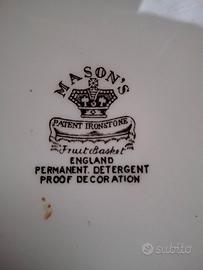 MASON'S
PATENT IRONSTONE
Fruit Basket
ENGLAND
PERMANENT. DETERGENT
PROOF DECORATION
subito